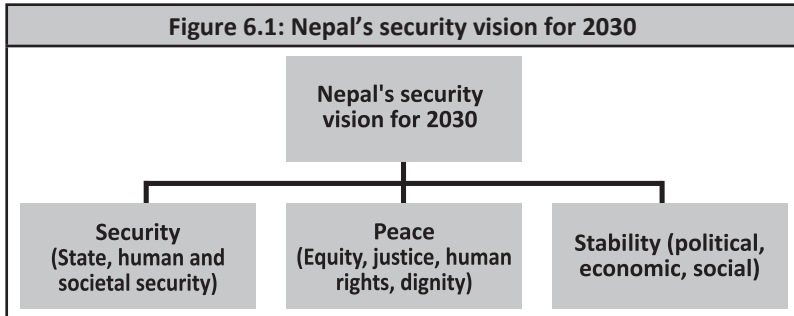 Figure 6.1: Nepal’s security vision for 2030
Nepal's security
vision for 2030
Security
(State, human and
societal security)
Peace
(Equity, justice, human
rights, dignity)
Stability (political,
economic, social)